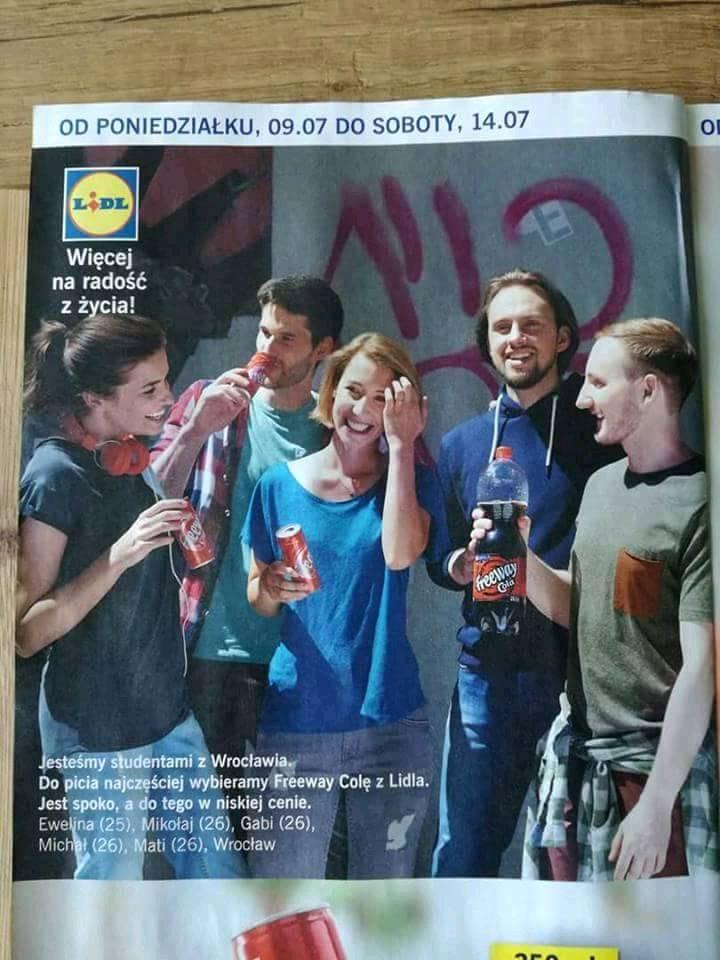 OD PONIEDZIAŁKU, 09.07 DO SOBOTY, 14.07
LIDL
Więcej
na radość
z życia!
freeway
Cola
Jesteśmy studentami z Wrocławia.
Do picia najczęściej wybieramy Freeway Colę z Lidla.
Jest spoko, a do tego w niskiej cenie.
Ewelina (25), Mikołaj (26), Gabi (26),
Michał (26), Mati (26), Wrocław